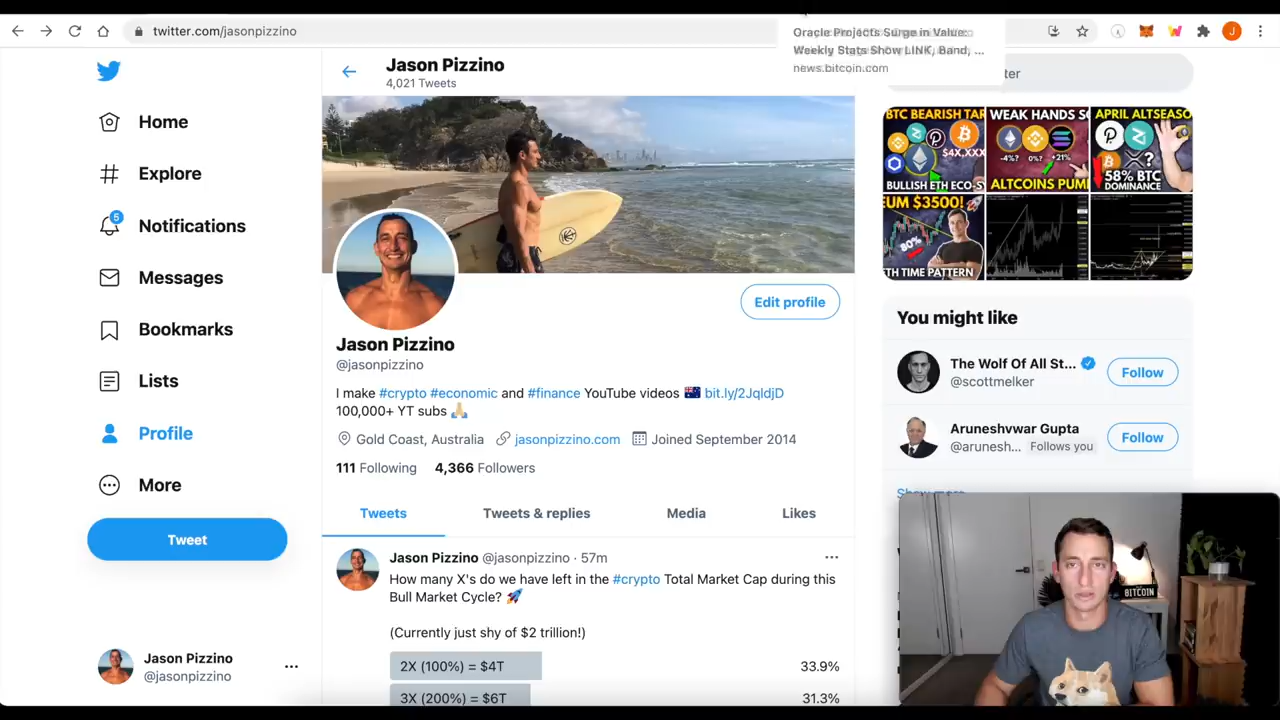 twitter.com/jasonpizzino
Oracle Projects Surge in Value:
Weekly Stats Show LINK, Band, ...
news.bitcoin.com
J
Home
Explore
5
Notifications
Messages
Bookmarks
Lists
Profile
More
Tweet
Jason Pizzino
@jasonpizzino
Jason Pizzino
4,021 Tweets
Edit profile
Jason Pizzino
@jasonpizzino
I make #crypto #economic and #finance YouTube videos 🇦🇺 bit.ly/2JqldjD
100,000+ YT subs 🙏🏼
Gold Coast, Australia jasonpizzino.com Joined September 2014
111 Following 4,366 Followers
Tweets Tweets & replies Media Likes
Jason Pizzino @jasonpizzino · 57m
How many X's do we have left in the #crypto Total Market Cap during this
Bull Market Cycle? 🚀
(Currently just shy of $2 trillion!)
2X (100%) = $4T 33.9%
3X (200%) = $6T 31.3%
ter
BTC BEARISH TAR
$4X,XXX
BULLISH ETH ECO-S
WEAK HANDS S
-4%? 0%? +21%
ALTCOINS PUM
APRIL ALTSEASO
58% BTC
DOMINANCE
EUM $3500!
80%
TH TIME PATTERN
You might like
The Wolf Of All St...
@scottmelker
Follow
Aruneshvwar Gupta
@arunesh... Follows you
Follow
BITCOIN